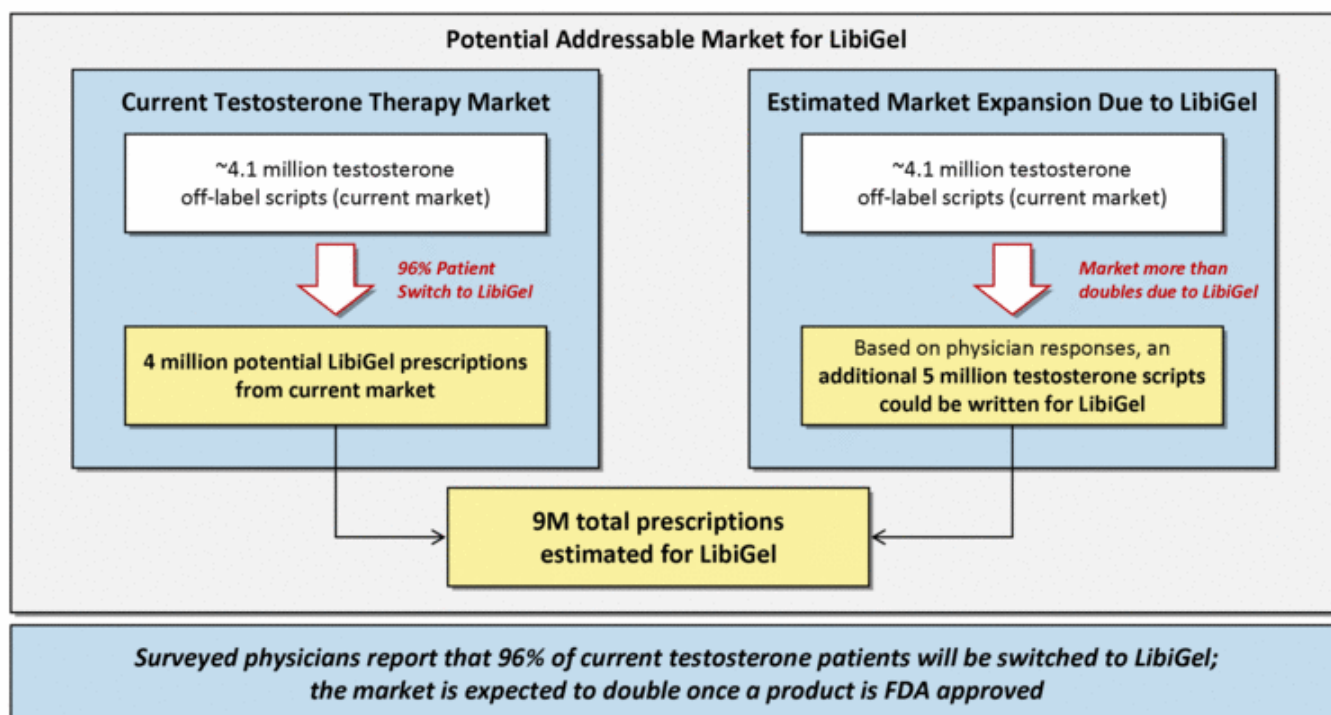 Potential Addressable Market for LibiGel
Current Testosterone Therapy Market
~4.1 million testosterone
off-label scripts (current market)
96% Patient
Switch to LibiGel
4 million potential LibiGel prescriptions
from current market
Estimated Market Expansion Due to LibiGel
~4.1 million testosterone
off-label scripts (current market)
Market more than
doubles due to LibiGel
Based on physician responses, an
additional 5 million testosterone scripts
could be written for LibiGel
9M total prescriptions
estimated for LibiGel
Surveyed physicians report that 96% of current testosterone patients will be switched to LibiGel;
the market is expected to double once a product is FDA approved